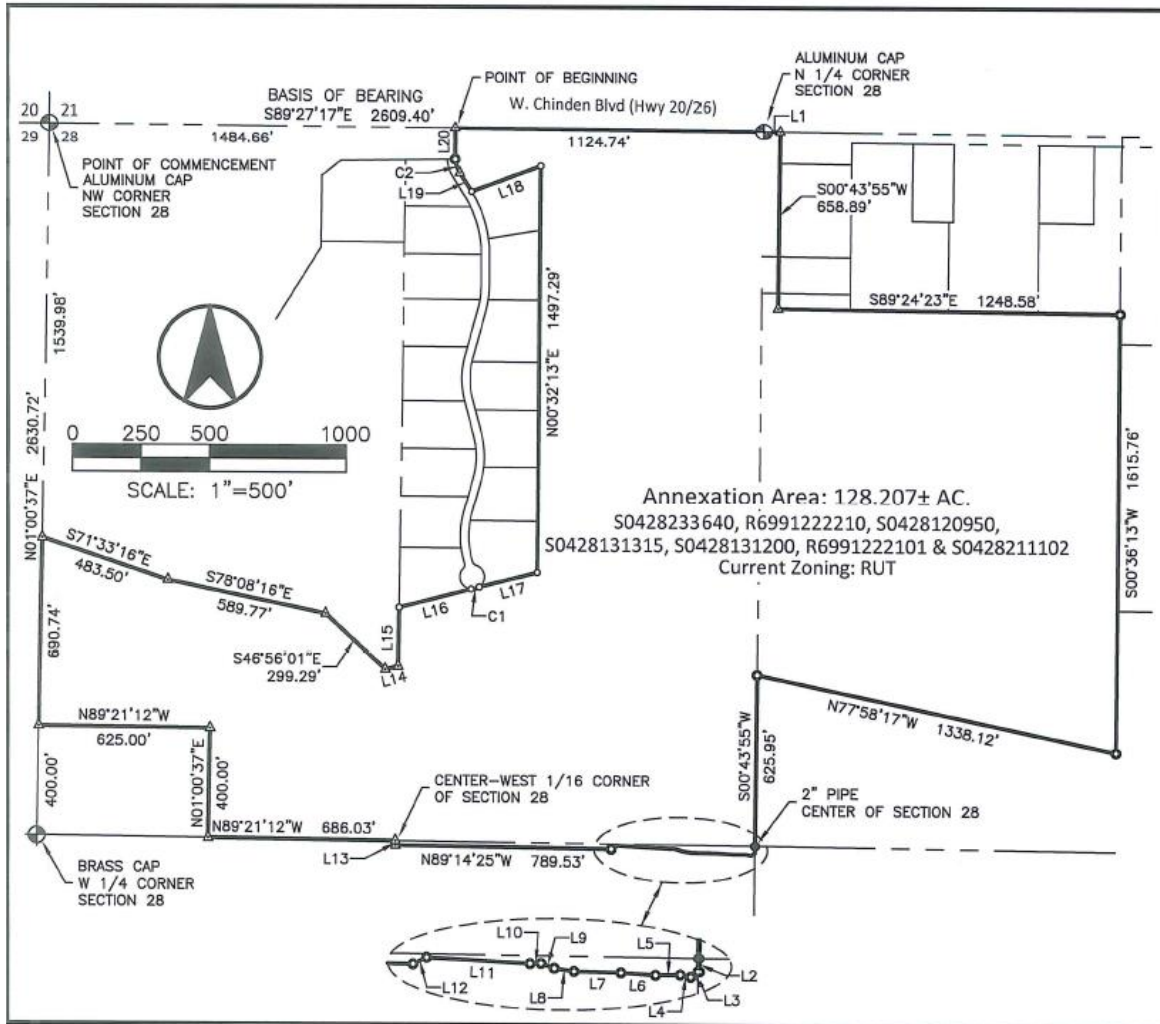 20 21
29 28
BASIS OF BEARING
S89°27'17"E 2609.40'
1484.66'
POINT OF BEGINNING
W. Chinden Blvd (Hwy 20/26)
1124.74'
ALUMINUM CAP
N 1/4 CORNER
SECTION 28
L1
POINT OF COMMENCEMENT
ALUMINUM CAP
NW CORNER
SECTION 28
L20
C2
L19
L18
S00°43'55"W
658.89'
S89°24'23"E 1248.58'
N01°00'37"E 2630.72'
1539.98'
0 250 500 1000
SCALE: 1"=500'
N00°32'13"E 1497.29'
S00°36'13"W 1615.76'
Annexation Area: 128.207± AC.
S0428233640, R6991222210, S0428120950,
S0428131315, S0428131200, R6991222101 & S0428211102
Current Zoning: RUT
S71°33'16"E
483.50'
S78°08'16"E
589.77'
S46°56'01"E
299.29'
L14
L15
L16
C1
L17
690.74'
N89°21'12"W
625.00'
400.00'
N01°00'37"E
400.00'
N77°58'17"W 1338.12'
S00°43'55"W
625.95'
N89°21'12"W 686.03'
CENTER-WEST 1/16 CORNER
OF SECTION 28
L13
N89°14'25"W 789.53'
2" PIPE
CENTER OF SECTION 28
BRASS CAP
W 1/4 CORNER
SECTION 28
L10
L9
L5
L2
L12
L11
L8
L7
L6
L4
L3